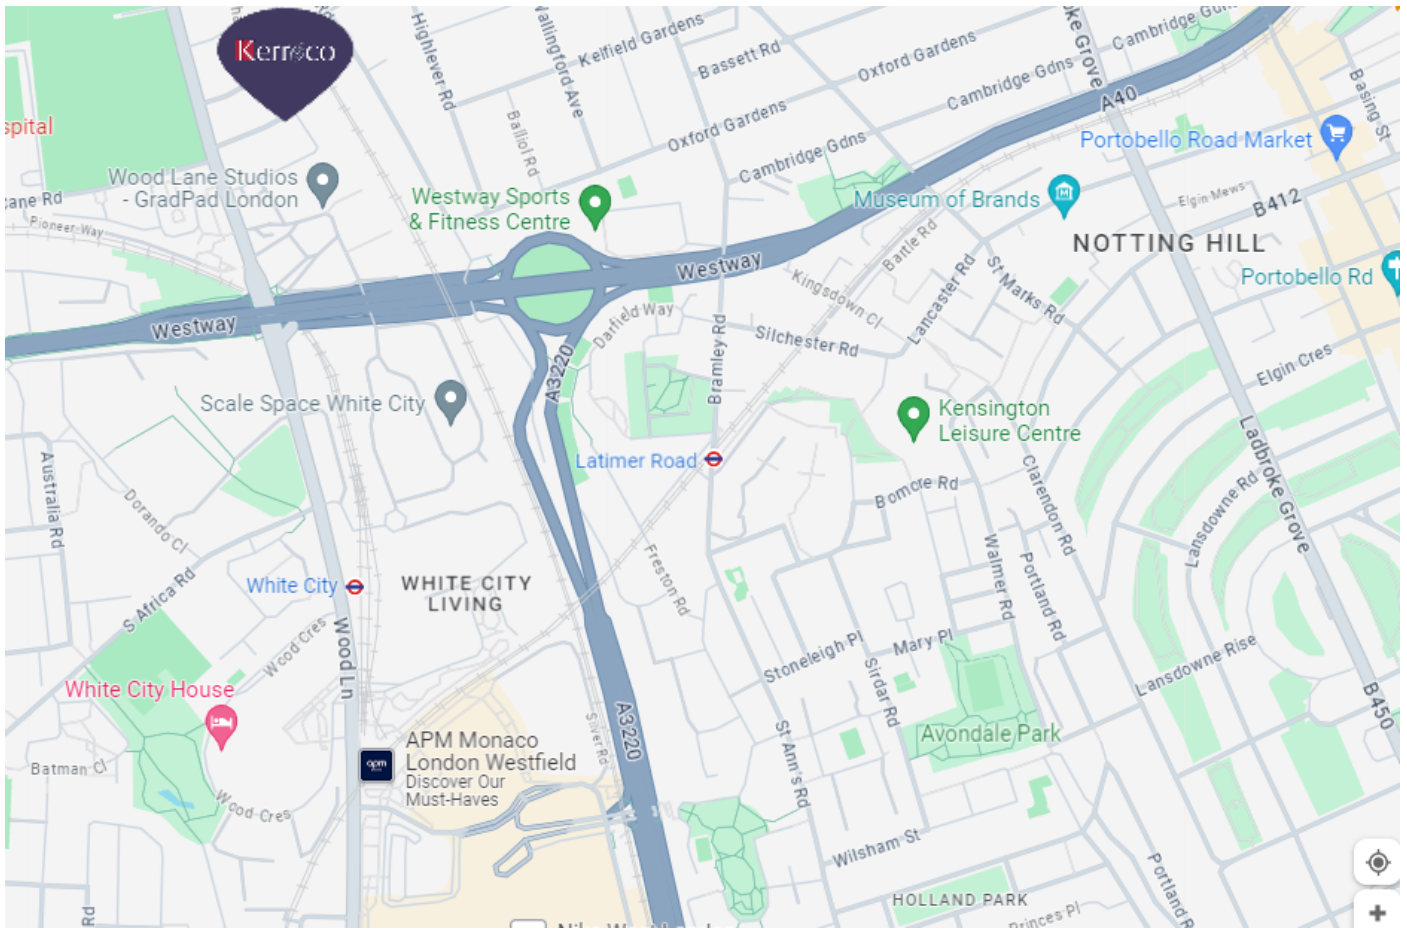 Kerr&co
Highlever Rd
Wallingford Ave
Kelfield Gardens
Bassett Rd
Oxford Gardens
Cambridge Gdns
Cambridge Gdns
A40
Basing St
Balliol Rd
Oxford Gardens
Cambridge Gdns
Portobello Road Market
spital
Wood Lane Studios
- GradPad London
Westway Sports
& Fitness Centre
Museum of Brands
Elgin Mews
B412
cane Rd
Pioneer Way
Bartle Rd
NOTTING HILL
Westway
Kingsdown Cl
Lancaster Rd
St Marks Rd
Portobello Rd
Westway
Darfield Way
Silchester Rd
Bramley Rd
A3220
Elgin Cres
Scale Space White City
Kensington
Leisure Centre
Ladbroke Grove
Latimer Road
Australia Rd
Dorando Cl
Bomore Rd
Clarendon Rd
Lansdowne Rd
White City
WHITE CITY
LIVING
S Africa Rd
Freston Rd
Walmer Rd
Portland Rd
Wood Cres
Wood Ln
Stoneleigh Pl
Mary Pl
Sirdar Rd
Lansdowne Rise
White City House
B450
A3220
Silver Rd
APM Monaco
London Westfield
Discover Our
Must-Haves
apm
St Ann's Rd
Avondale Park
Batman Cl
Wood Cres
Wilsham St
Portland R
HOLLAND PARK
Princes Pl
Rd